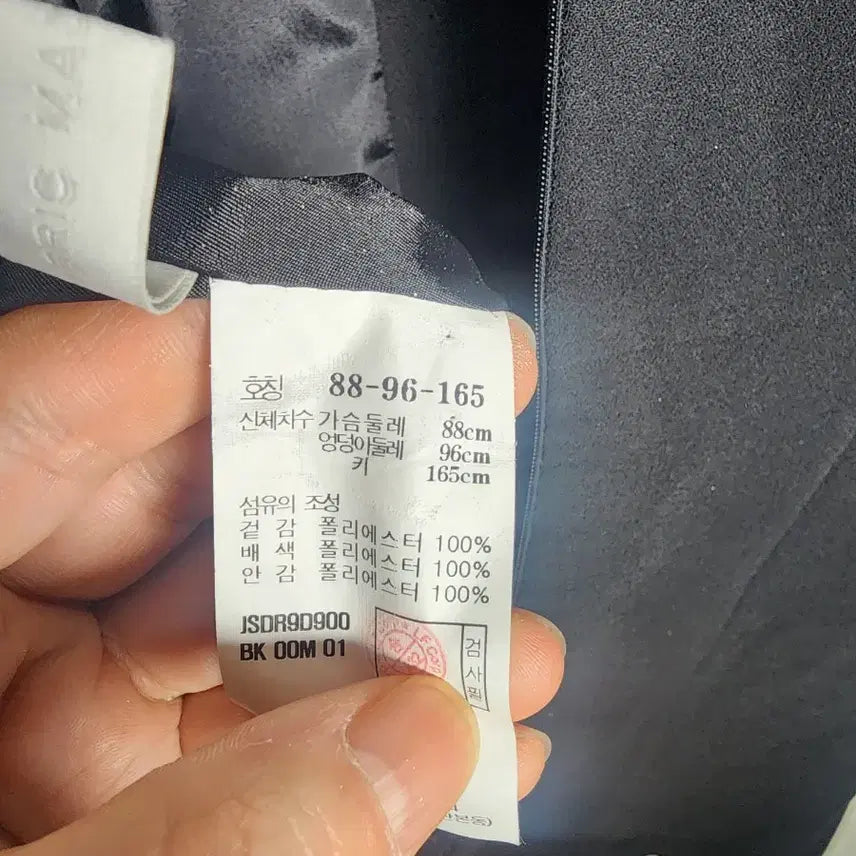 호칭 88-96-165
신체치수 가슴둘레 88cm
엉덩이둘레 96cm
키 165cm
섬유의 조성
겉 감 폴리에스터 100%
배 색 폴리에스터 100%
안 감 폴리에스터 100%
JSDR9D900
BK 00M 01
검사필